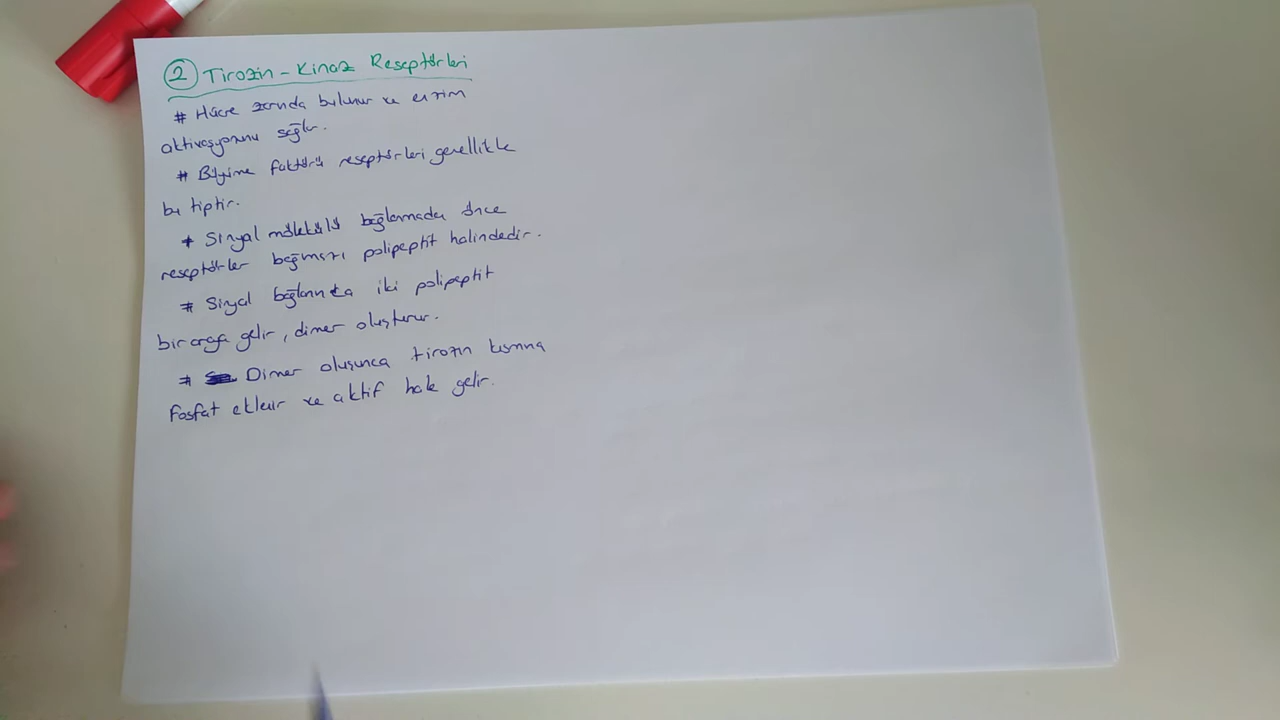 2 Tirozin-Kinaz Reseptörleri
# Hücre zarında bulunur ve enzim
aktivasyonunu sağlar.
# Büyüme faktörü reseptörleri genellikle
bu tiptir.
* Sinyal molekülü bağlanmadan önce
reseptörler bağımsız polipeptit halindedir.
# Sinyal bağlanınca iki polipeptit
bir araya gelir, dimer oluşturur.
# Dimer oluşunca tirozin kısmına
fosfat eklenir ve aktif hale gelir.